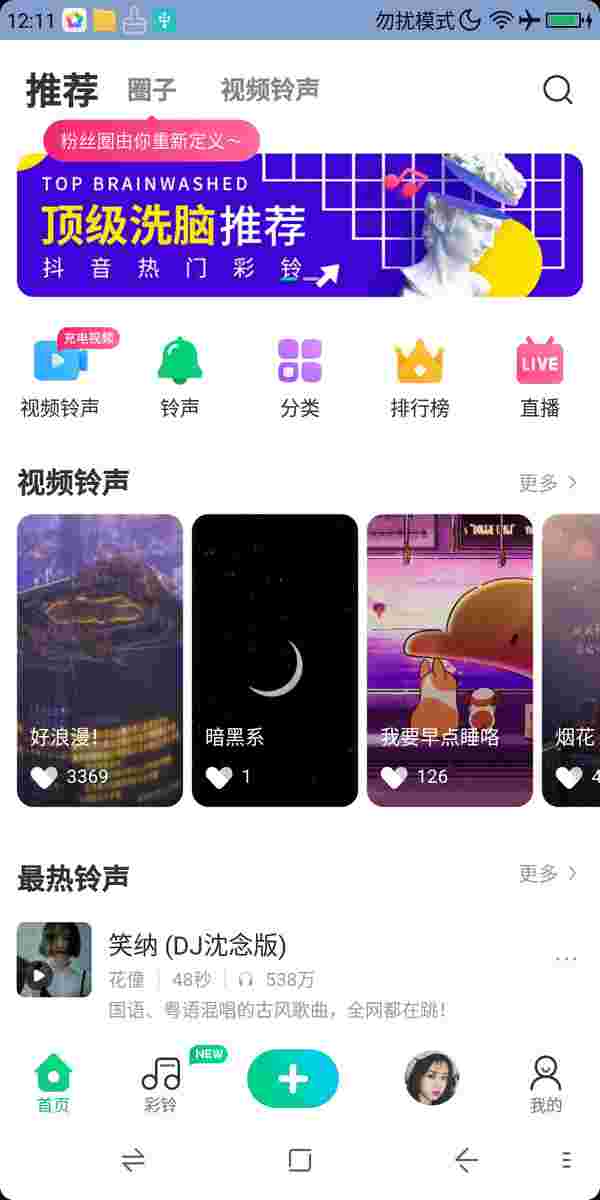 12:11
勿扰模式
推荐 圈子 视频铃声
粉丝圈由你重新定义～
TOP BRAINWASHED
顶级洗脑推荐
抖音热门彩铃
充电视频
LIVE
视频铃声 铃声 分类 排行榜 直播
视频铃声 更多
好浪漫！ 暗黑系 我要早点睡咯 烟花
3369 1 126 4
最热铃声 更多
笑纳 (DJ沈念版)
花僮 48秒 538万
国语、粤语混唱的古风歌曲，全网都在跳！
NEW
首页 彩铃 我的